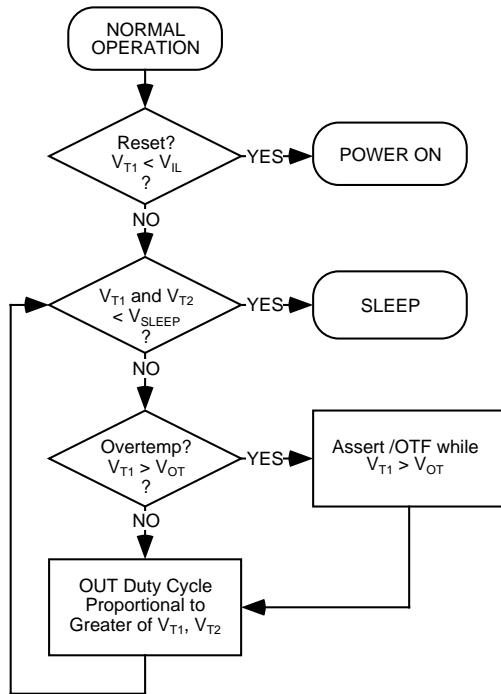 NORMAL
OPERATION
Reset?
V_T1 < V_IL
?
YES
POWER ON
NO
V_T1 and V_T2
< V_SLEEP
?
YES
SLEEP
NO
Overtemp?
V_T1 > V_OT
?
YES
Assert /OTF while
V_T1 > V_OT
NO
OUT Duty Cycle
Proportional to
Greater of V_T1, V_T2